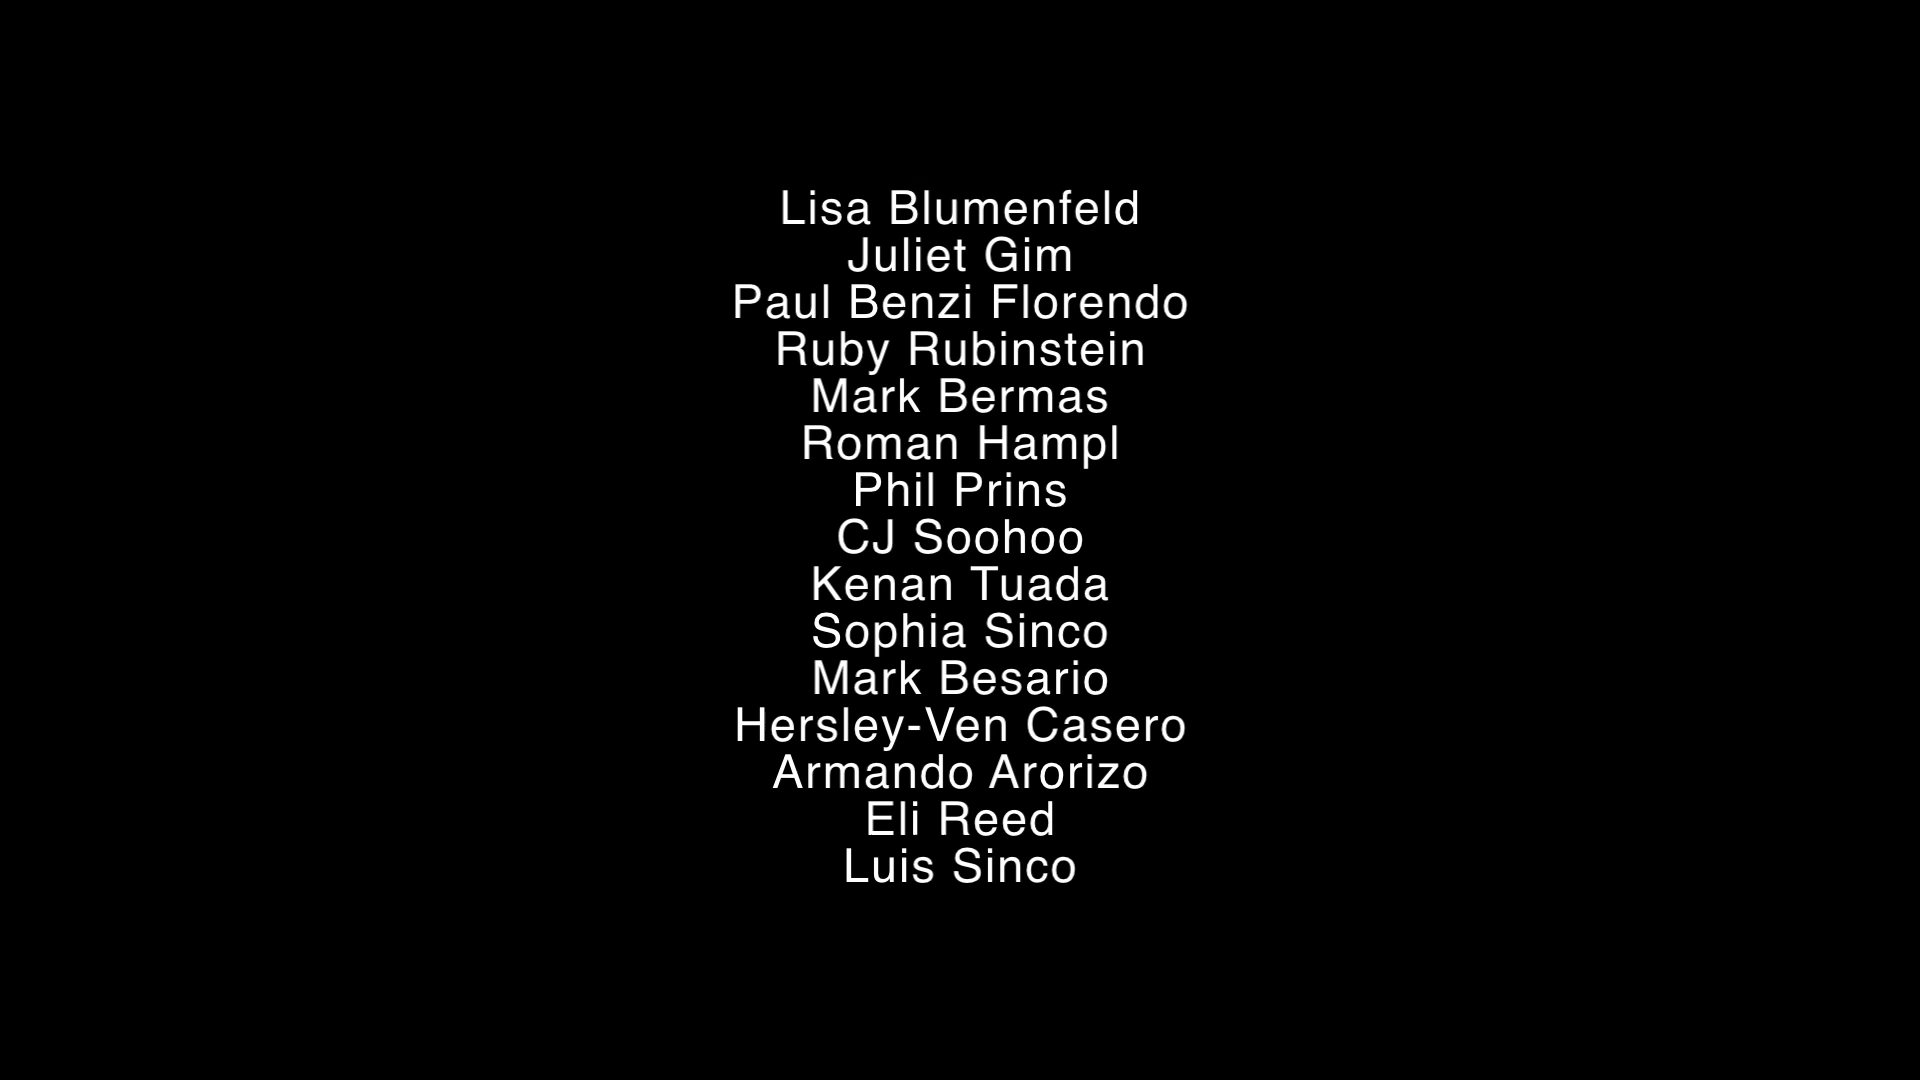 Lisa Blumenfeld
Juliet Gim
Paul Benzi Florendo
Ruby Rubinstein
Mark Bermas
Roman Hampl
Phil Prins
CJ Soohoo
Kenan Tuada
Sophia Sinco
Mark Besario
Hersley-Ven Casero
Armando Arorizo
Eli Reed
Luis Sinco